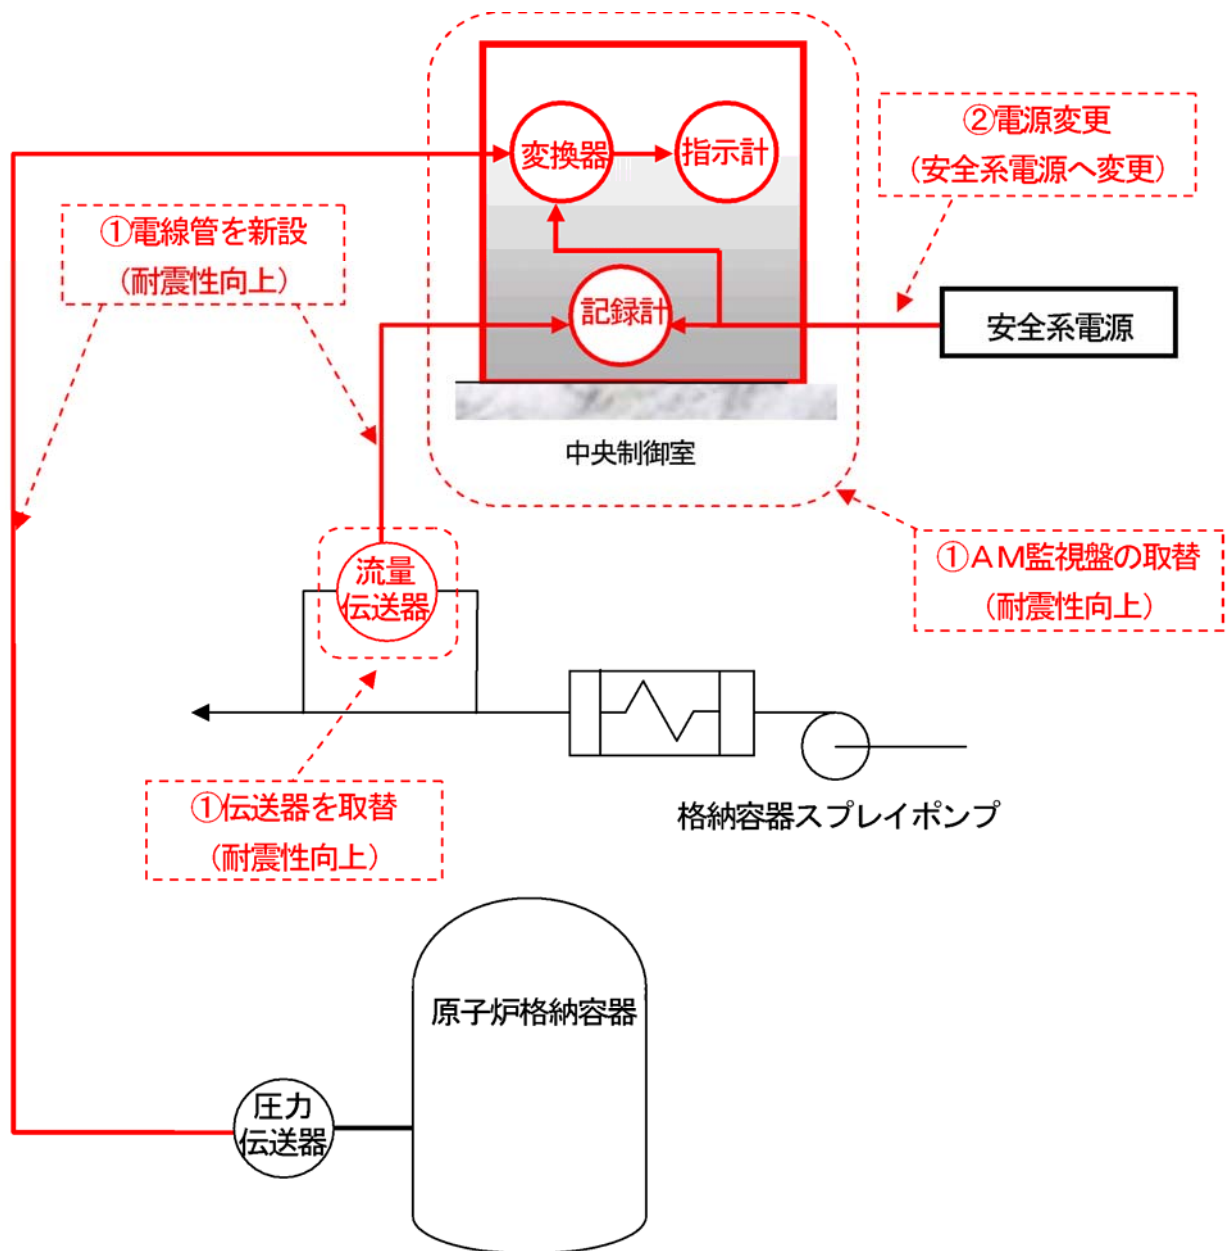 変換器
指示計
②電源変更
(安全系電源へ変更)
①電線管を新設
(耐震性向上)
記録計
安全系電源
中央制御室
①AM監視盤の取替
(耐震性向上)
流量
伝送器
①伝送器を取替
(耐震性向上)
格納容器スプレイポンプ
原子炉格納容器
圧力
伝送器